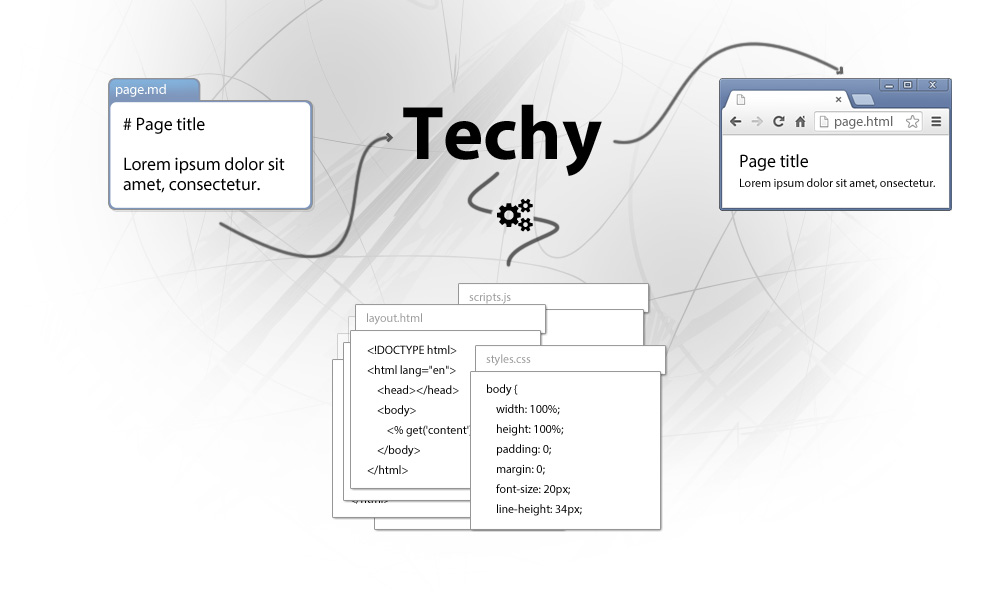 page.md
# Page title
Lorem ipsum dolor sit
amet, consectetur.
Techy
page.html
Page title
Lorem ipsum dolor sit amet, onsectetur.
scripts.js
layout.html
<!DOCTYPE html>
<html lang="en">
<head></head>
<body>
<% get('content'
</body>
</html>
styles.css
body {
width: 100%;
height: 100%;
padding: 0;
margin: 0;
font-size: 20px;
line-height: 34px;